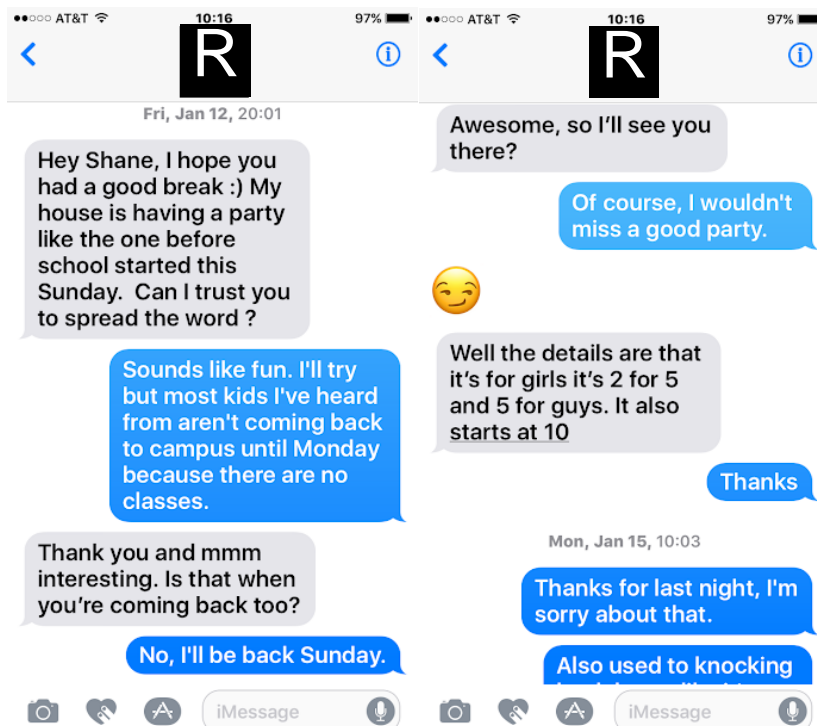 AT&T 10:16 97%
R
Fri, Jan 12, 20:01
Hey Shane, I hope you
had a good break :) My
house is having a party
like the one before
school started this
Sunday.  Can I trust you
to spread the word ?
Sounds like fun. I'll try
but most kids I've heard
from aren't coming back
to campus until Monday
because there are no
classes.
Thank you and mmm
interesting. Is that when
you're coming back too?
No, I'll be back Sunday.
iMessage
AT&T 10:16 97%
R
Awesome, so I'll see you
there?
Of course, I wouldn't
miss a good party.
😏
Well the details are that
it's for girls it's 2 for 5
and 5 for guys. It also
starts at 10
Thanks
Mon, Jan 15, 10:03
Thanks for last night, I'm
sorry about that.
Also used to knocking
iMessage